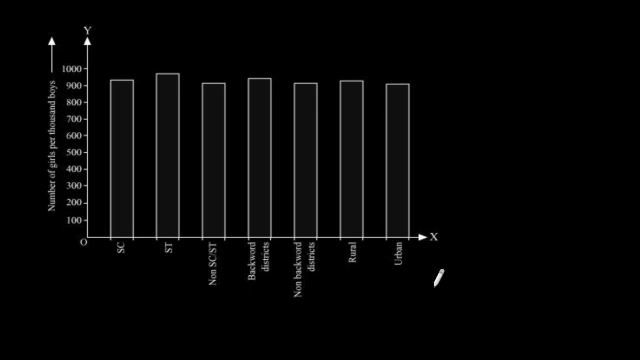 Y
Number of girls per thousand boys
1000
900
800
700
600
500
400
300
200
100
O
X
SC
ST
Non SC/ST
Backword
districts
Non backword
districts
Rural
Urban